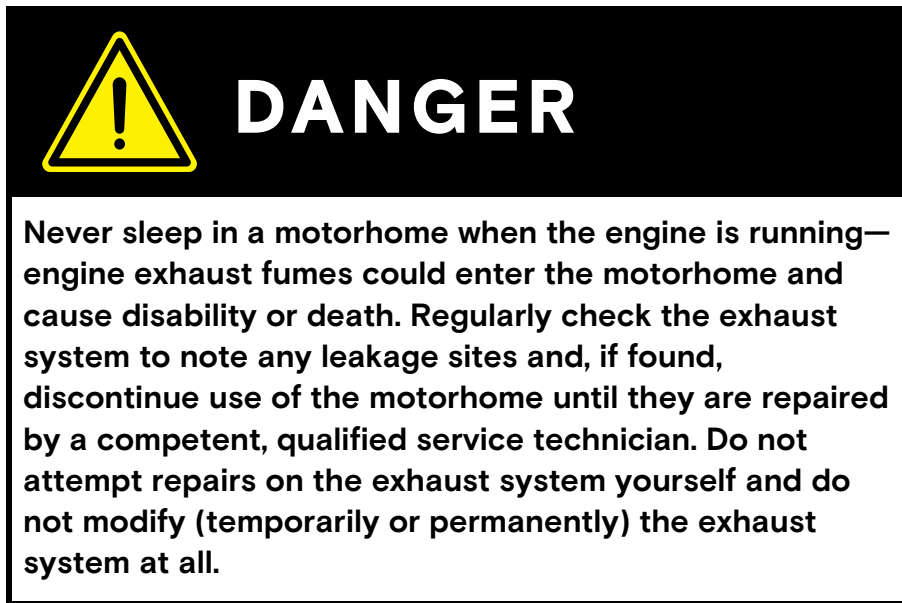 DANGER
Never sleep in a motorhome when the engine is running—
engine exhaust fumes could enter the motorhome and
cause disability or death. Regularly check the exhaust
system to note any leakage sites and, if found,
discontinue use of the motorhome until they are repaired
by a competent, qualified service technician. Do not
attempt repairs on the exhaust system yourself and do
not modify (temporarily or permanently) the exhaust
system at all.